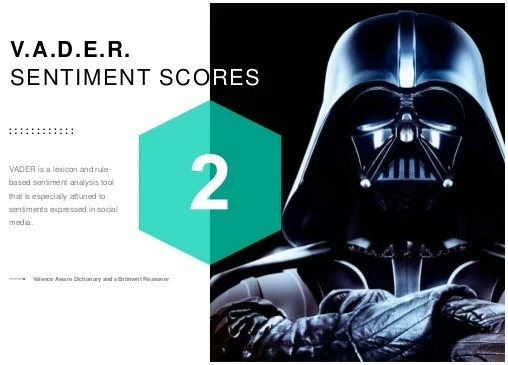 V.A.D.E.R.
SENTIMENT SCORES
VADER is a lexicon and rule-
based sentiment analysis tool
that is especially attuned to
sentiments expressed in social
media.
2
Valence Aware Dictionary and sEntiment Reasoner